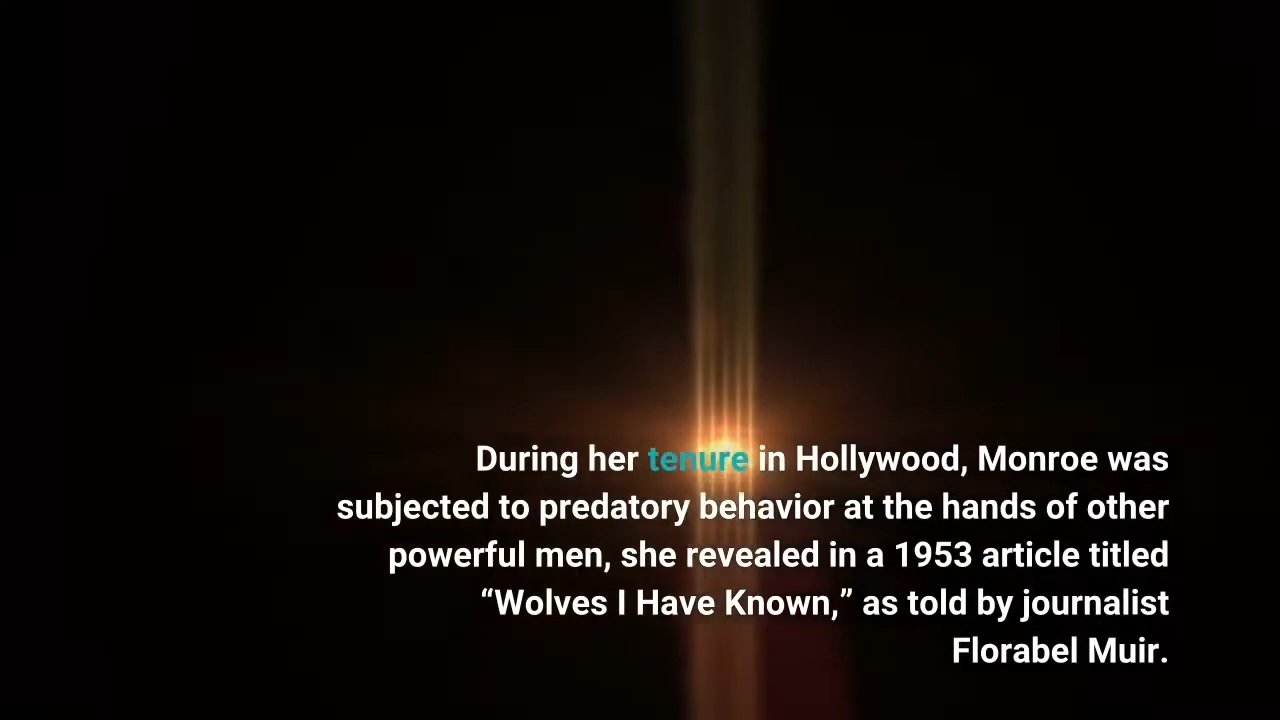 During her tenure in Hollywood, Monroe was
subjected to predatory behavior at the hands of other
powerful men, she revealed in a 1953 article titled
“Wolves I Have Known,” as told by journalist
Florabel Muir.